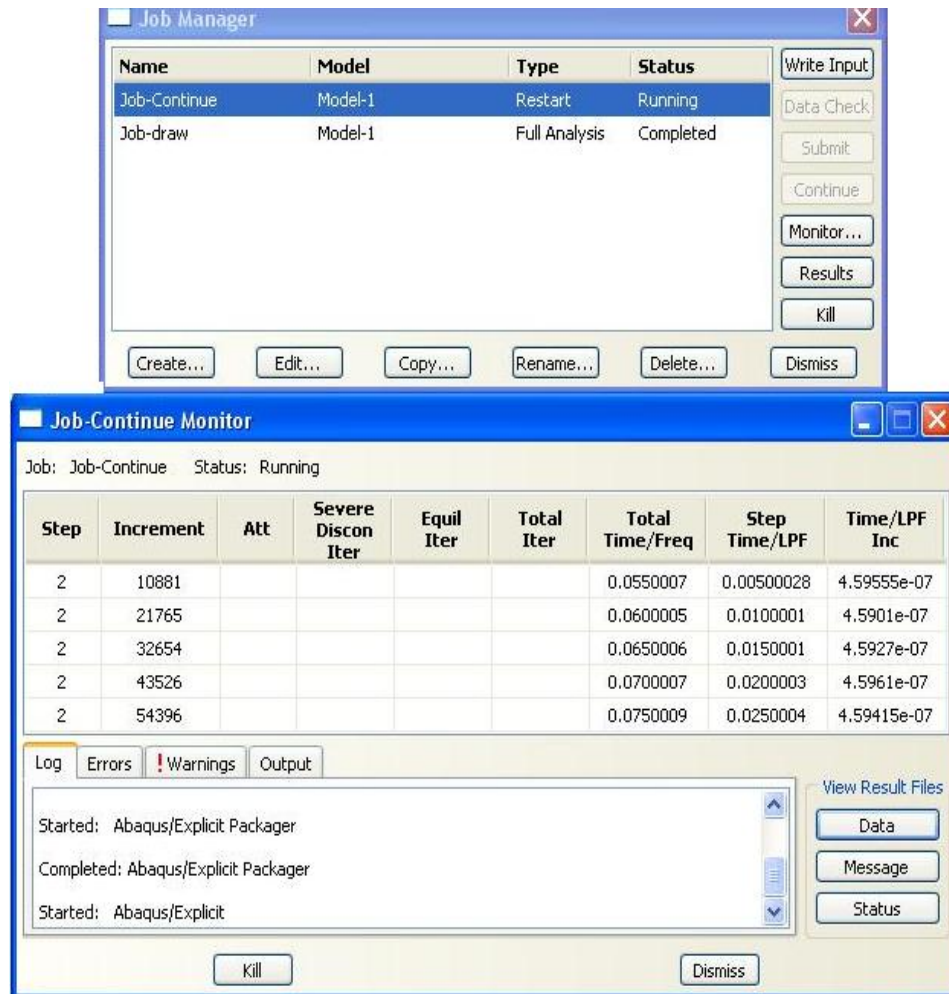 Job Manager
Name Model Type Status
Write Input
Job-Continue Model-1 Restart Running
Data Check
Job-draw Model-1 Full Analysis Completed
Submit
Continue
Monitor...
Results
Kill
Create... Edit... Copy... Rename... Delete... Dismiss
Job-Continue Monitor
Job: Job-Continue Status: Running
Step Increment Att Severe Discon Iter Equil Iter Total Iter Total Time/Freq Step Time/LPF Time/LPF Inc
2 10881 0.0550007 0.00500028 4.59555e-07
2 21765 0.0600005 0.0100001 4.5901e-07
2 32654 0.0650006 0.0150001 4.5927e-07
2 43526 0.0700007 0.0200003 4.5961e-07
2 54396 0.0750009 0.0250004 4.59415e-07
Log Errors ! Warnings Output
View Result Files
Started: Abaqus/Explicit Packager
Data
Completed: Abaqus/Explicit Packager
Message
Started: Abaqus/Explicit
Status
Kill Dismiss